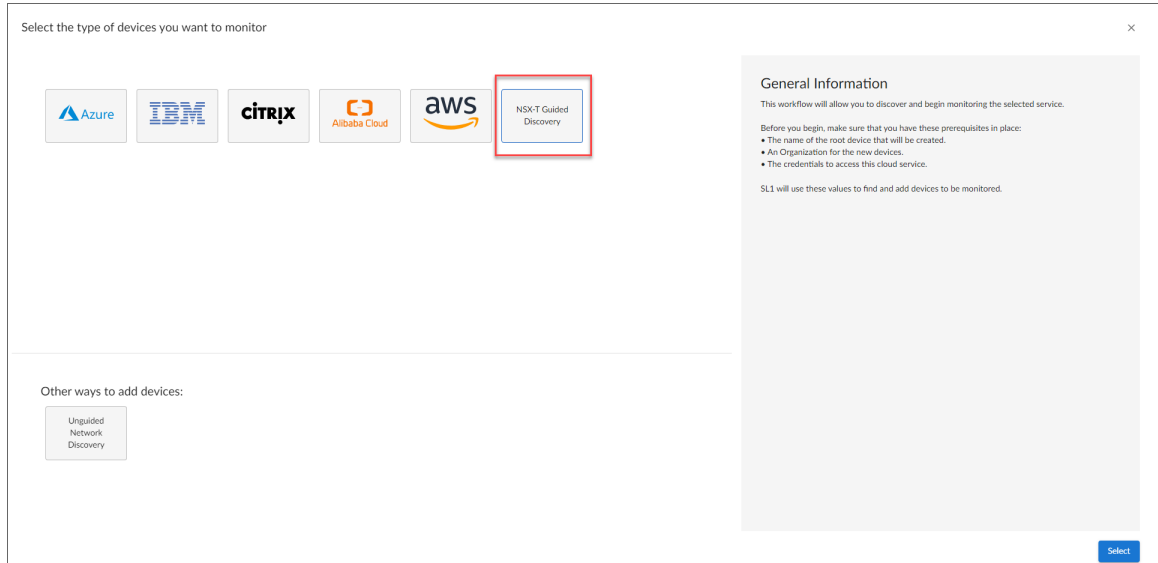 Select the type of devices you want to monitor
×
Azure
IBM
CİTRIX
Alibaba Cloud
aws
NSX-T Guided
Discovery
General Information
This workflow will allow you to discover and begin monitoring the selected service.
Before you begin, make sure that you have these prerequisites in place:
• The name of the root device that will be created.
• An Organization for the new devices.
• The credentials to access this cloud service.
SL1 will use these values to find and add devices to be monitored.
Other ways to add devices:
Unguided
Network
Discovery
Select